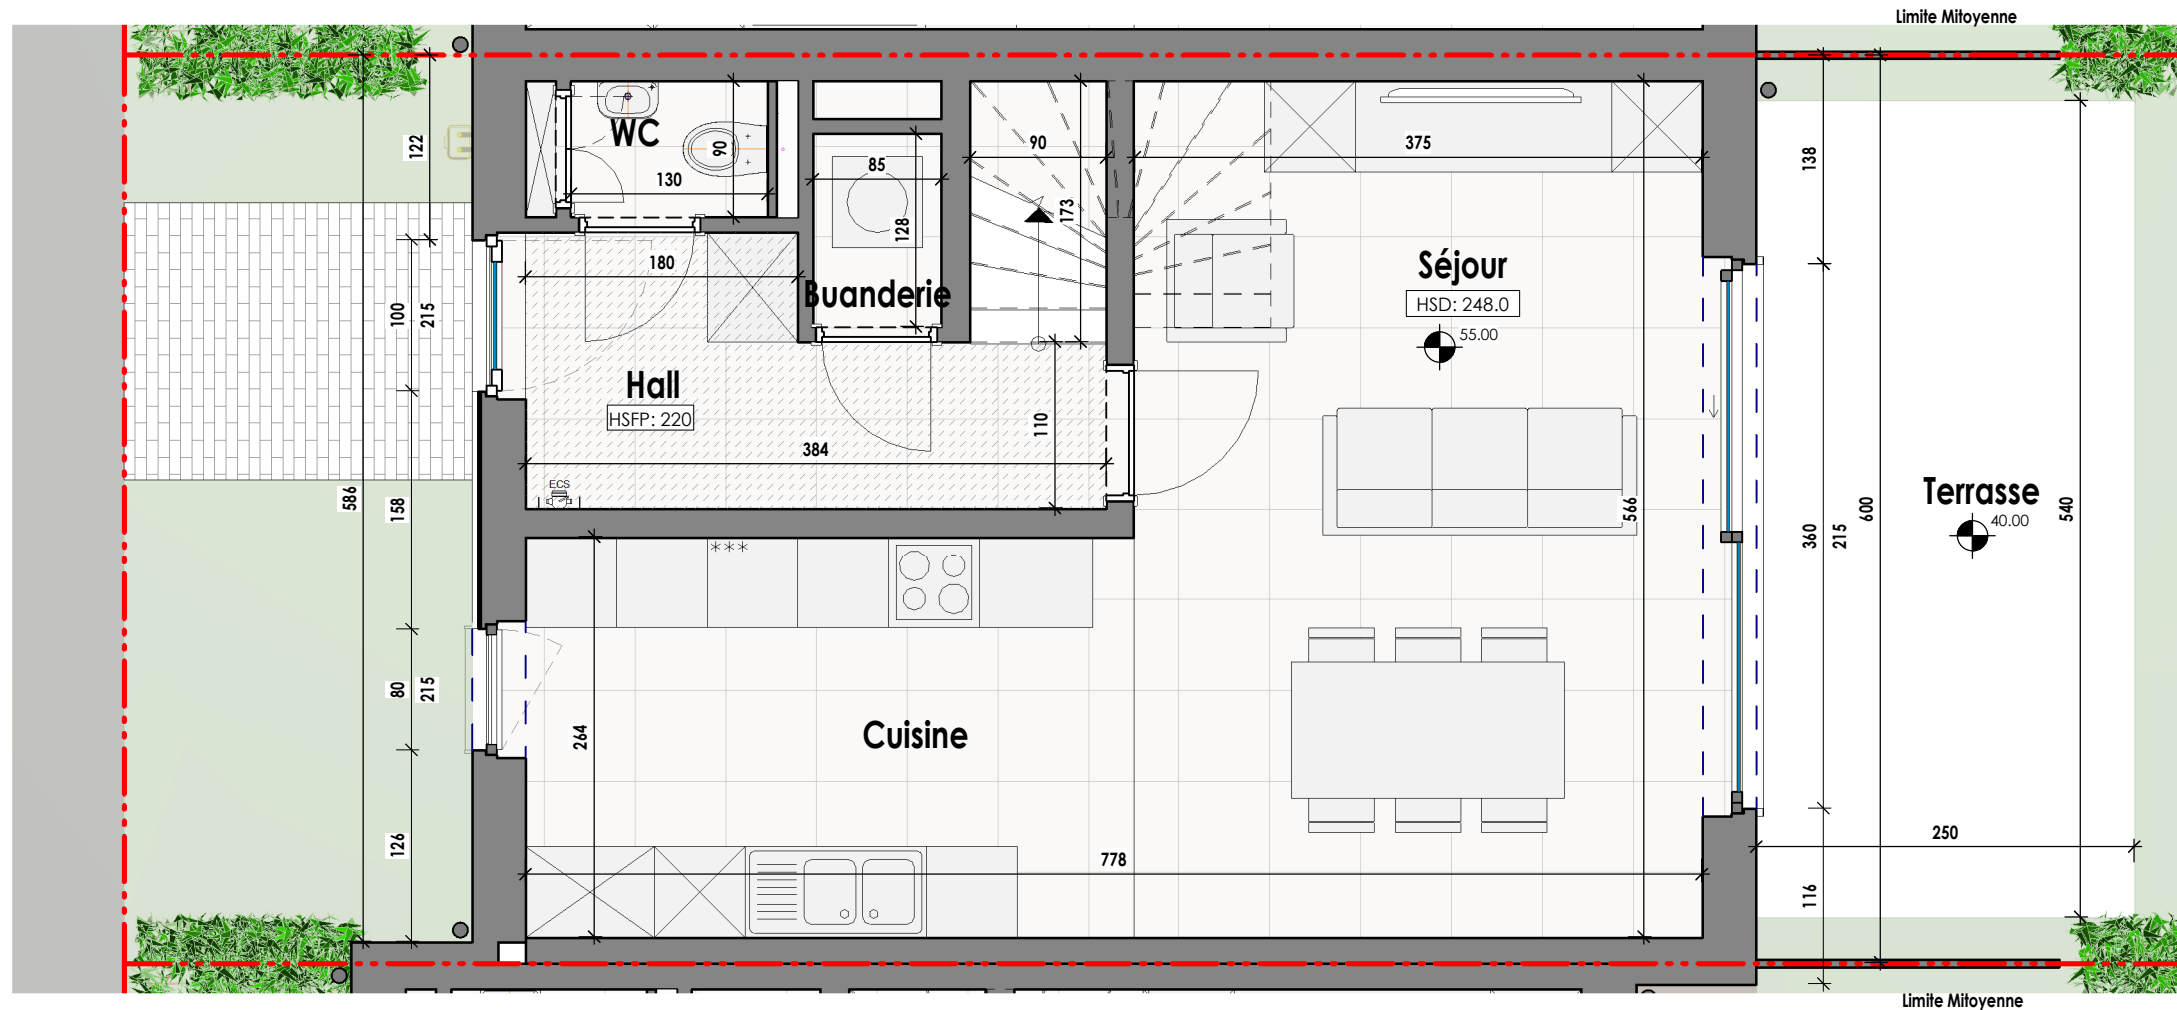 Limite Mitoyenne
122
WC
90
130
85
128
90
173
375
138
180
Buanderie
Séjour
HSD: 248.0
55.00
100
215
Hall
HSFP: 220
110
384
ECS
586
158
566
360
215
600
Terrasse
40.00
540
***
80
215
264
Cuisine
126
778
250
116
Limite Mitoyenne